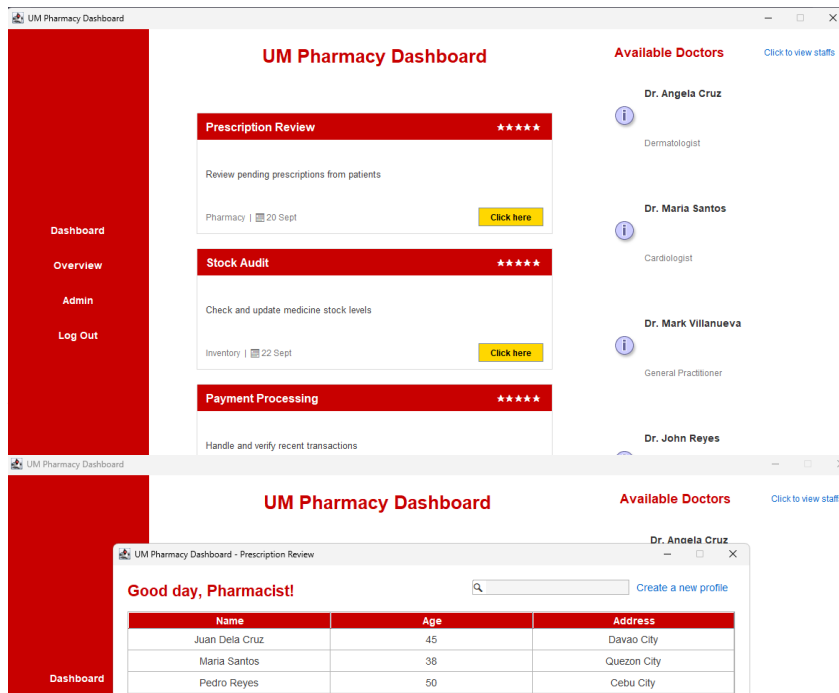 UM Pharmacy Dashboard
UM Pharmacy Dashboard
Available Doctors
Click to view staffs
Dashboard
Overview
Admin
Log Out
Prescription Review ★★★★★
Review pending prescriptions from patients
Pharmacy | 20 Sept
Click here
Stock Audit ★★★★★
Check and update medicine stock levels
Inventory | 22 Sept
Click here
Payment Processing ★★★★★
Handle and verify recent transactions
Dr. Angela Cruz
Dermatologist
Dr. Maria Santos
Cardiologist
Dr. Mark Villanueva
General Practitioner
Dr. John Reyes
UM Pharmacy Dashboard
UM Pharmacy Dashboard
Available Doctors
Click to view staff
Dr. Angela Cruz
Dashboard
UM Pharmacy Dashboard - Prescription Review
Good day, Pharmacist!
Create a new profile
Name Age Address
Juan Dela Cruz 45 Davao City
Maria Santos 38 Quezon City
Pedro Reyes 50 Cebu City